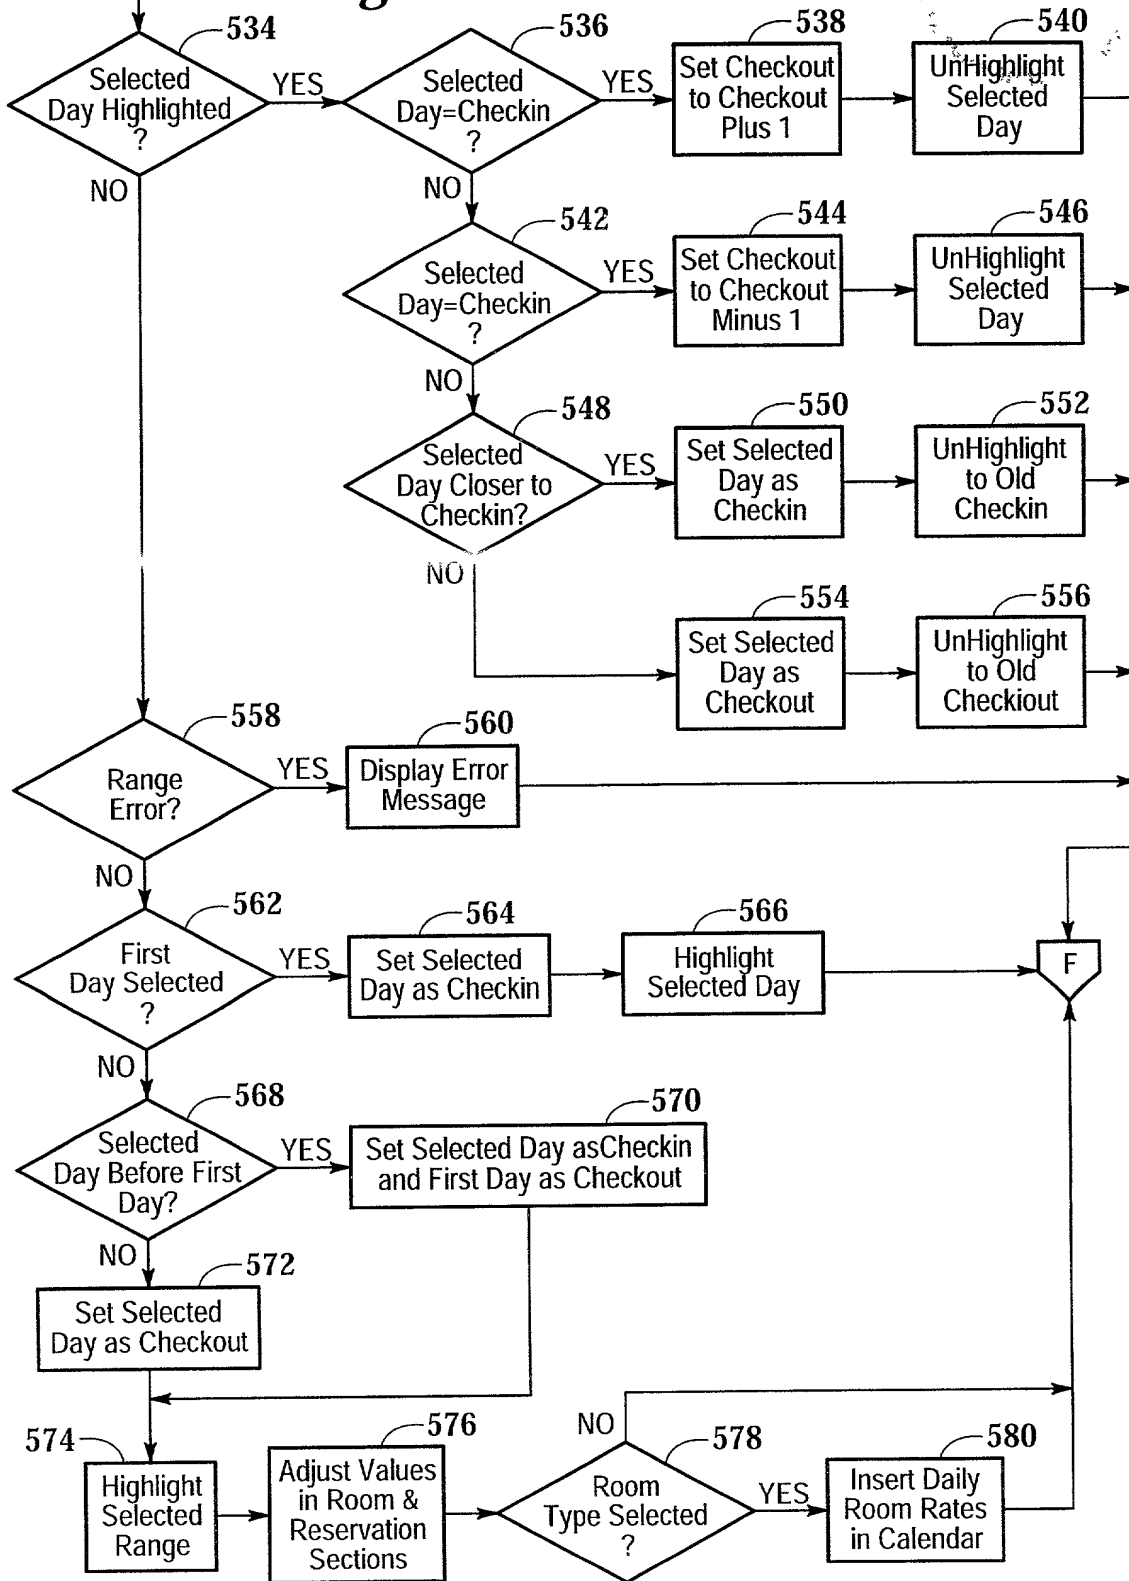 534
Selected
Day Highlighted
?
YES
NO
536
Selected
Day=Checkin
?
YES
NO
538
Set Checkout
to Checkout
Plus 1
540
UnHighlight
Selected
Day
542
Selected
Day=Checkin
?
YES
NO
544
Set Checkout
to Checkout
Minus 1
546
UnHighlight
Selected
Day
548
Selected
Day Closer to
Checkin?
YES
NO
550
Set Selected
Day as
Checkin
552
UnHighlight
to Old
Checkin
554
Set Selected
Day as
Checkout
556
UnHighlight
to Old
Checkiout
558
Range
Error?
YES
NO
560
Display Error
Message
562
First
Day Selected
?
YES
NO
564
Set Selected
Day as Checkin
566
Highlight
Selected Day
F
568
Selected
Day Before First
Day?
YES
NO
570
Set Selected Day asCheckin
and First Day as Checkout
572
Set Selected
Day as Checkout
574
Highlight
Selected
Range
576
Adjust Values
in Room &
Reservation
Sections
578
Room
Type Selected
?
NO
YES
580
Insert Daily
Room Rates
in Calendar